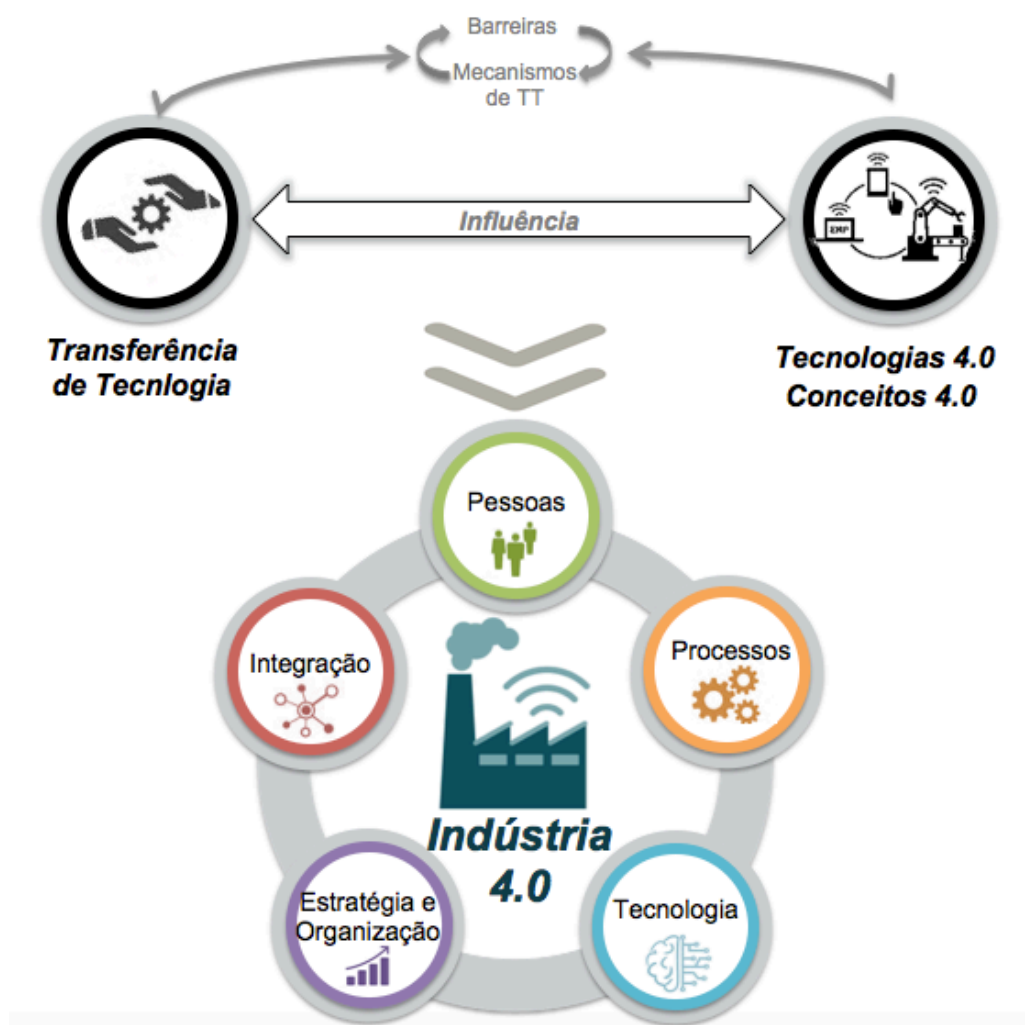 Barreiras
Mecanismos
de TT
Influência
Transferência
de Tecnlogia
Tecnologias 4.0
Conceitos 4.0
ERP
Pessoas
Integração
Processos
Indústria
4.0
Estratégia e
Organização
Tecnologia